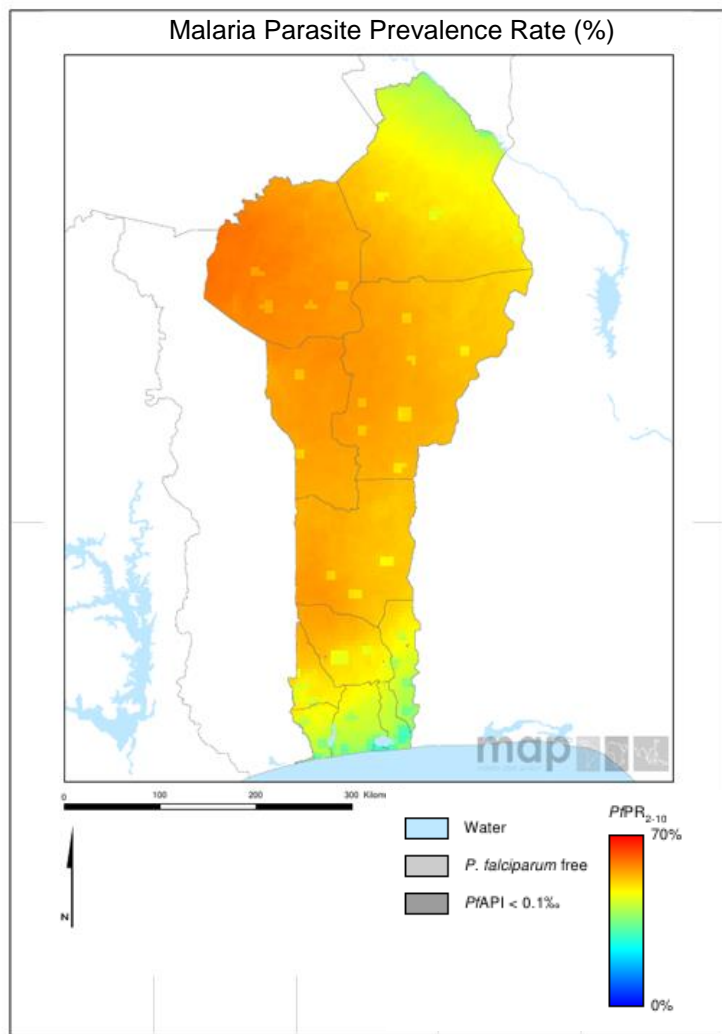 Malaria Parasite Prevalence Rate (%)
map
0 100 200 300 Kilom
N
Water
P. falciparum free
PfAPI < 0.1‰
PfPR2-10
70%
0%